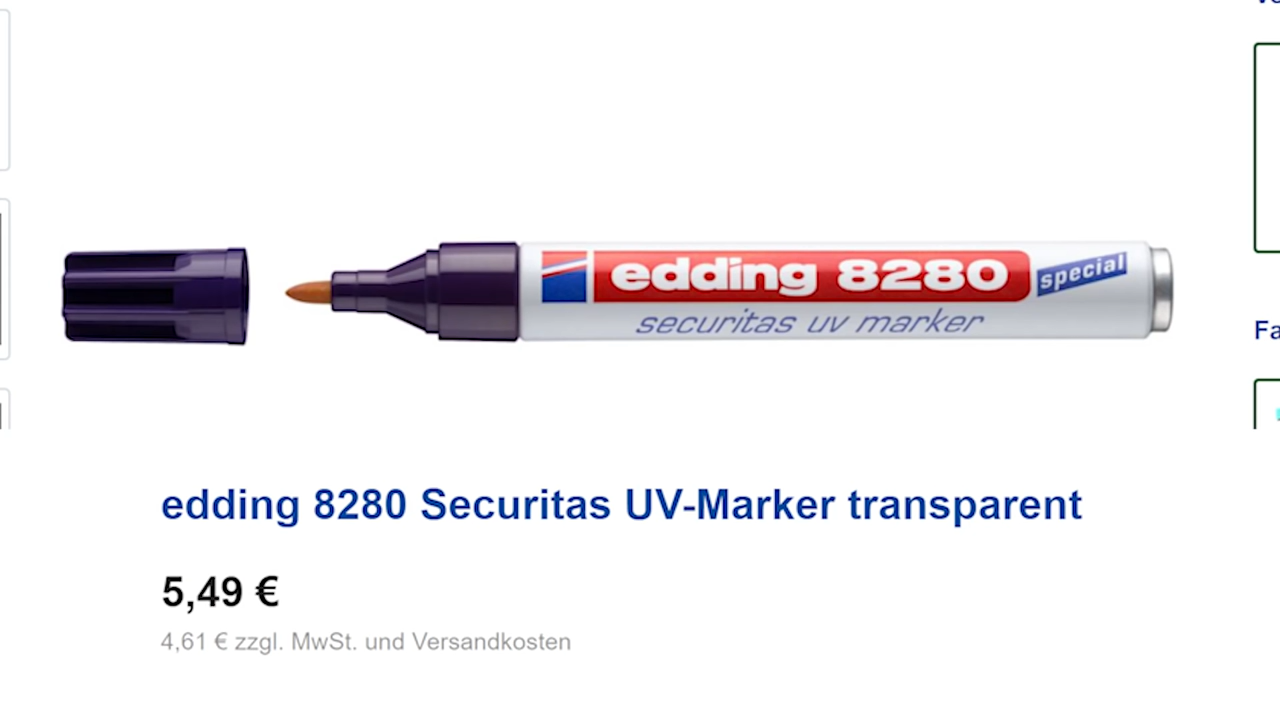 edding 8280 special
securitas uv marker
Fa
edding 8280 Securitas UV-Marker transparent
5,49 €
4,61 € zzgl. MwSt. und Versandkosten